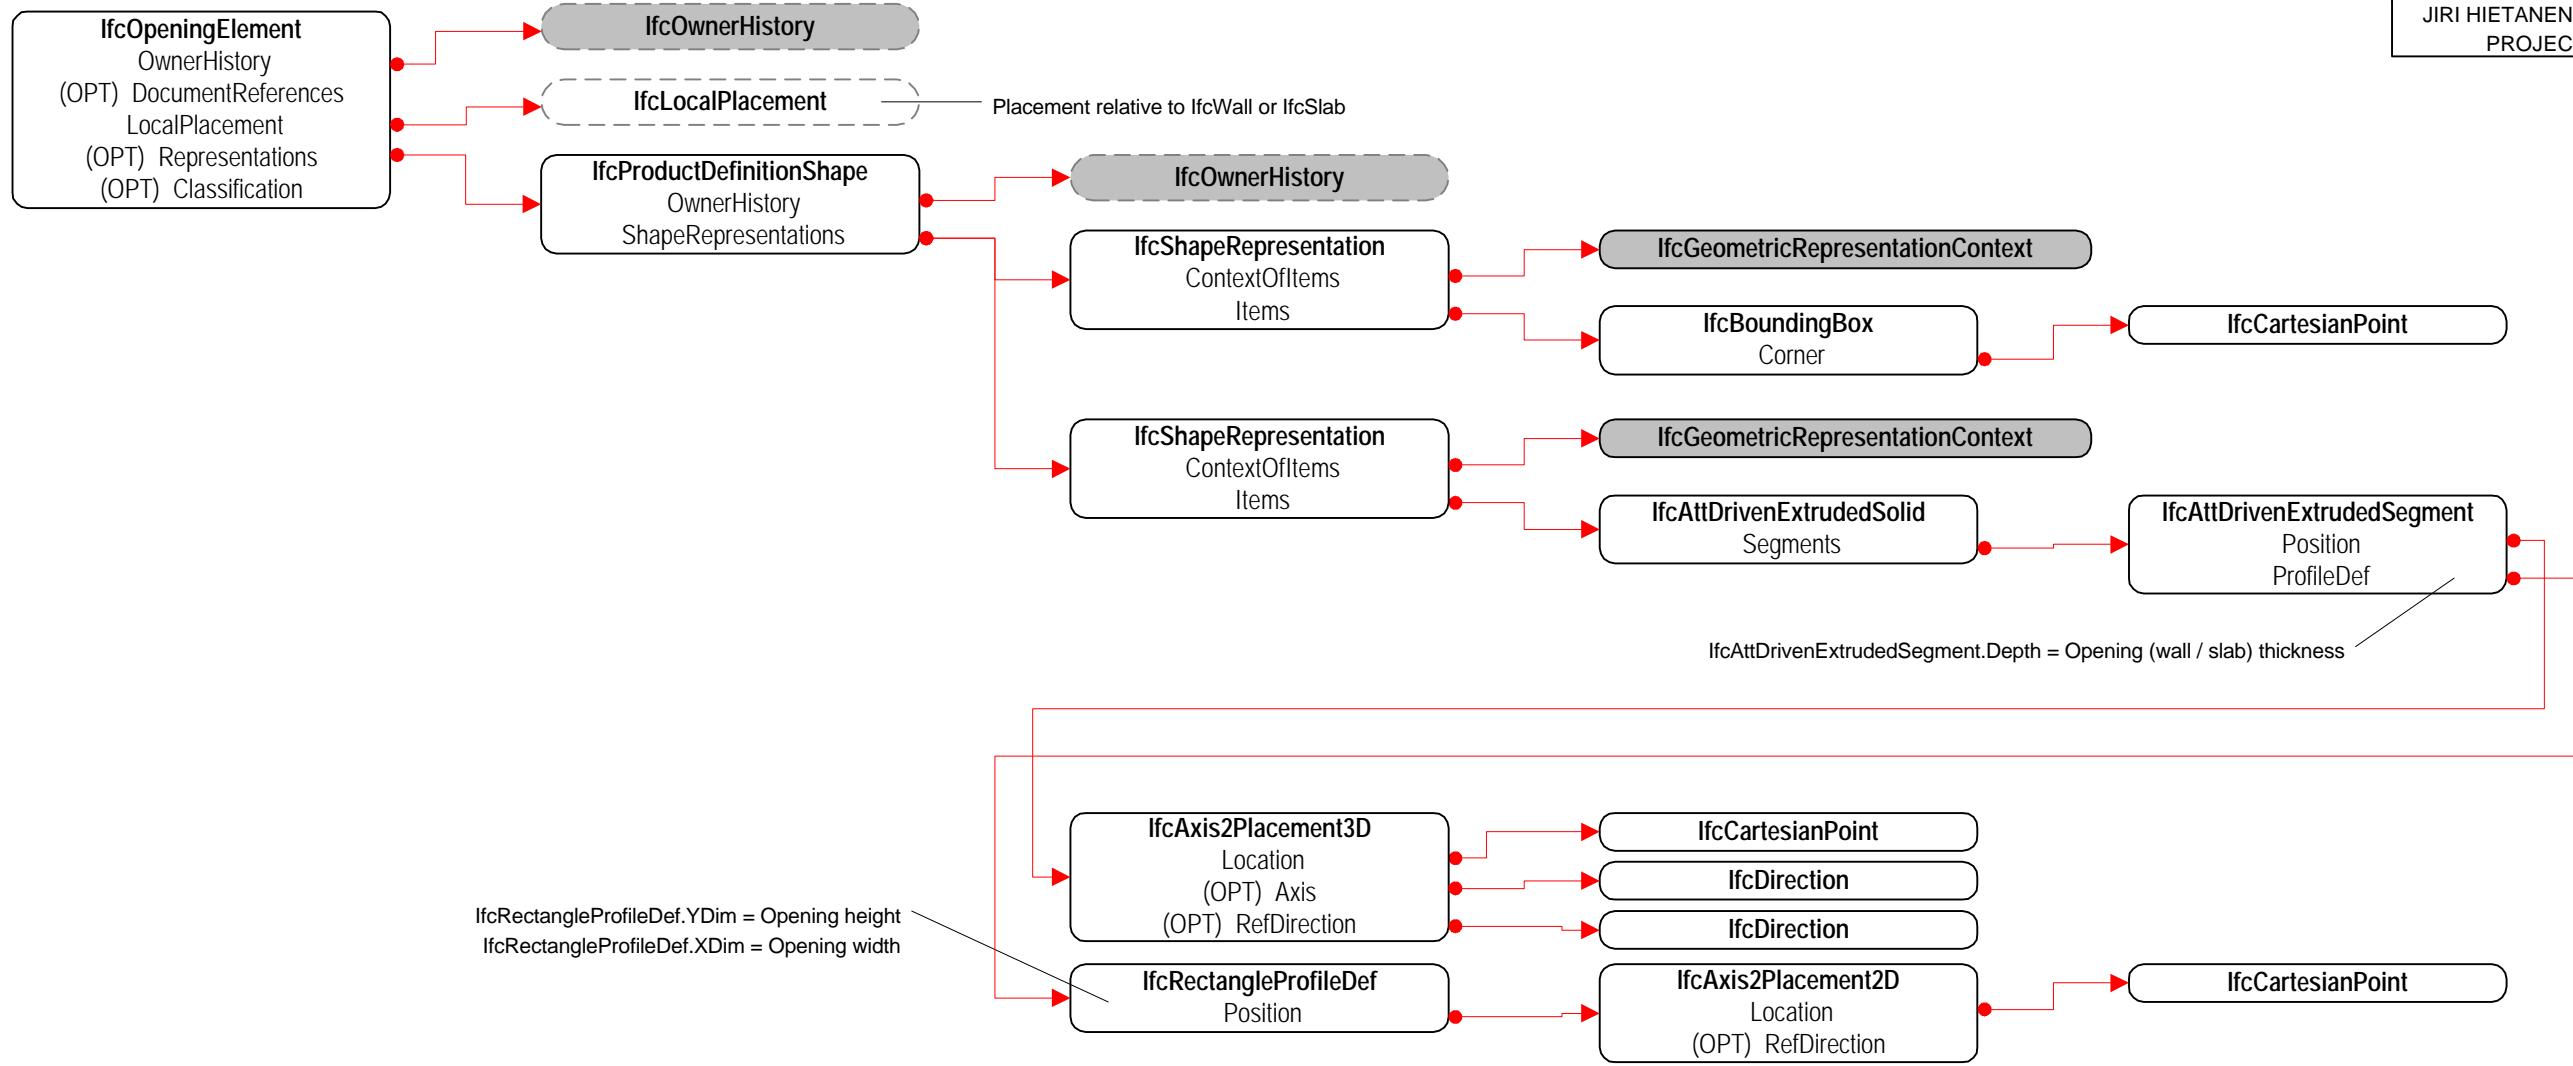 JIRI HIETANEN
PROJEC
IfcOpeningElement
OwnerHistory
(OPT) DocumentReferences
LocalPlacement
(OPT) Representations
(OPT) Classification
IfcOwnerHistory
IfcLocalPlacement
Placement relative to IfcWall or IfcSlab
IfcProductDefinitionShape
OwnerHistory
ShapeRepresentations
IfcOwnerHistory
IfcShapeRepresentation
ContextOfItems
Items
IfcGeometricRepresentationContext
IfcBoundingBox
Corner
IfcCartesianPoint
IfcShapeRepresentation
ContextOfItems
Items
IfcGeometricRepresentationContext
IfcAttDrivenExtrudedSolid
Segments
IfcAttDrivenExtrudedSegment
Position
ProfileDef
IfcAttDrivenExtrudedSegment.Depth = Opening (wall / slab) thickness
IfcAxis2Placement3D
Location
(OPT) Axis
(OPT) RefDirection
IfcCartesianPoint
IfcDirection
IfcDirection
IfcRectangleProfileDef.YDim = Opening height
IfcRectangleProfileDef.XDim = Opening width
IfcRectangleProfileDef
Position
IfcAxis2Placement2D
Location
(OPT) RefDirection
IfcCartesianPoint